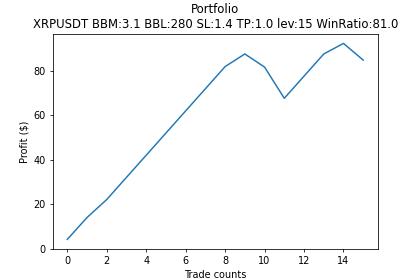 Portfolio
XRPUSDT BBM:3.1 BBL:280 SL:1.4 TP:1.0 lev:15 WinRatio:81.0
80
60
40
20
0
Profit ($)
0 2 4 6 8 10 12 14
Trade counts